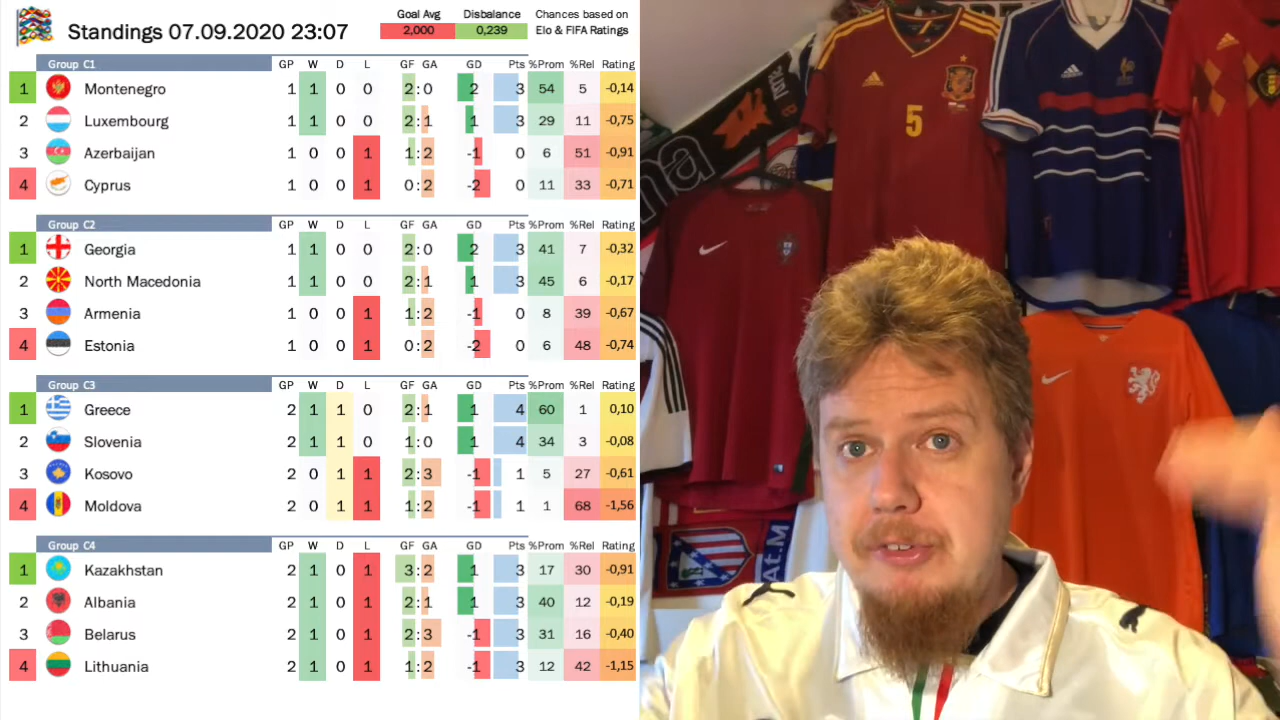 Standings 07.09.2020 23:07
Goal Avg Disbalance Chances based on
2,000 0,239 Elo & FIFA Ratings
Group C1 GP W D L GF GA GD Pts %Prom %Rel Rating
1 Montenegro 1 1 0 0 2:0 2 3 54 5 -0,14
2 Luxembourg 1 1 0 0 2:1 1 3 29 11 -0,75
3 Azerbaijan 1 0 0 1 1:2 -1 0 6 51 -0,91
4 Cyprus 1 0 0 1 0:2 -2 0 11 33 -0,71
Group C2 GP W D L GF GA GD Pts %Prom %Rel Rating
1 Georgia 1 1 0 0 2:0 2 3 41 7 -0,32
2 North Macedonia 1 1 0 0 2:1 1 3 45 6 -0,17
3 Armenia 1 0 0 1 1:2 -1 0 8 39 -0,67
4 Estonia 1 0 0 1 0:2 -2 0 6 48 -0,74
Group C3 GP W D L GF GA GD Pts %Prom %Rel Rating
1 Greece 2 1 1 0 2:1 1 4 60 1 0,10
2 Slovenia 2 1 1 0 1:0 1 4 34 3 -0,08
3 Kosovo 2 0 1 1 2:3 -1 1 5 27 -0,61
4 Moldova 2 0 1 1 1:2 -1 1 1 68 -1,56
Group C4 GP W D L GF GA GD Pts %Prom %Rel Rating
1 Kazakhstan 2 1 0 1 3:2 1 3 17 30 -0,91
2 Albania 2 1 0 1 2:1 1 3 40 12 -0,19
3 Belarus 2 1 0 1 2:3 -1 3 31 16 -0,40
4 Lithuania 2 1 0 1 1:2 -1 3 12 42 -1,15
5
ma
At.M